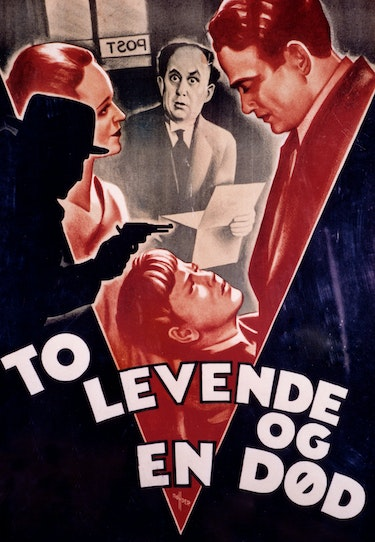 POST
TO
LEVENDE
OG
EN DØD